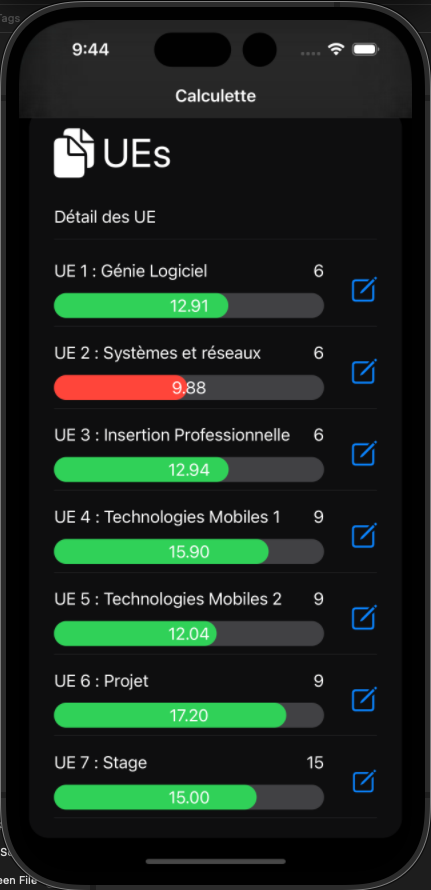 Tags
9:44
Calculette
UEs
Détail des UE
UE 1 : Génie Logiciel 6
12.91
UE 2 : Systèmes et réseaux 6
9.88
UE 3 : Insertion Professionnelle 6
12.94
UE 4 : Technologies Mobiles 1 9
15.90
UE 5 : Technologies Mobiles 2 9
12.04
UE 6 : Projet 9
17.20
UE 7 : Stage 15
15.00